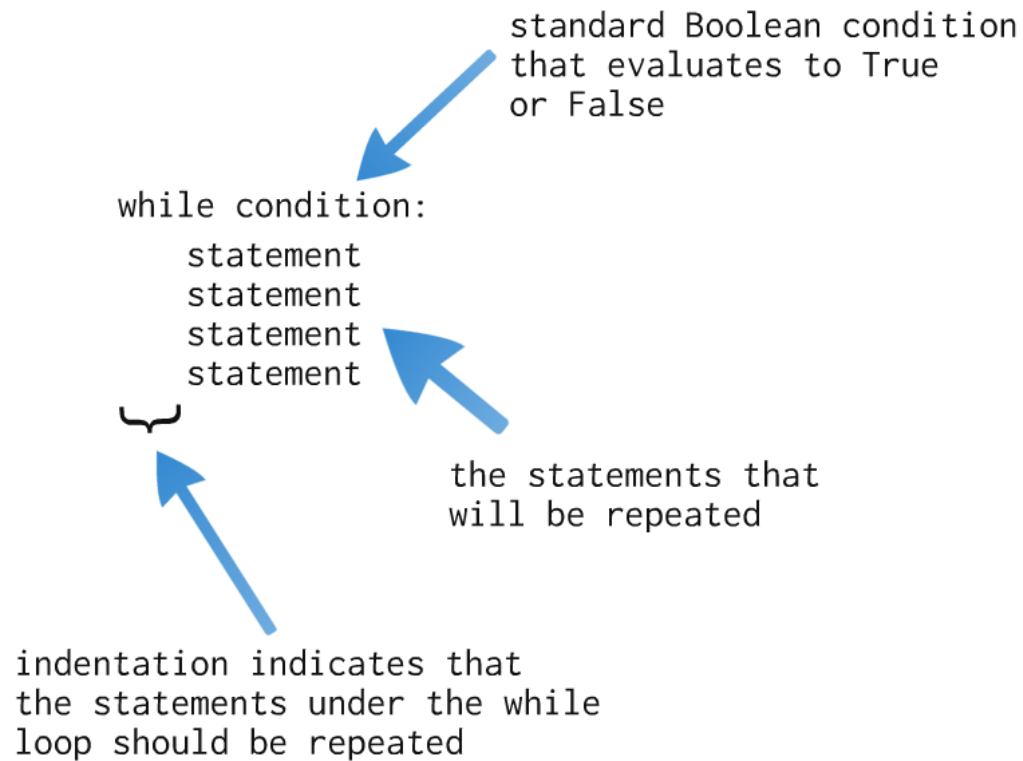 standard Boolean condition
that evaluates to True
or False
while condition:
statement
statement
statement
statement
the statements that
will be repeated
indentation indicates that
the statements under the while
loop should be repeated